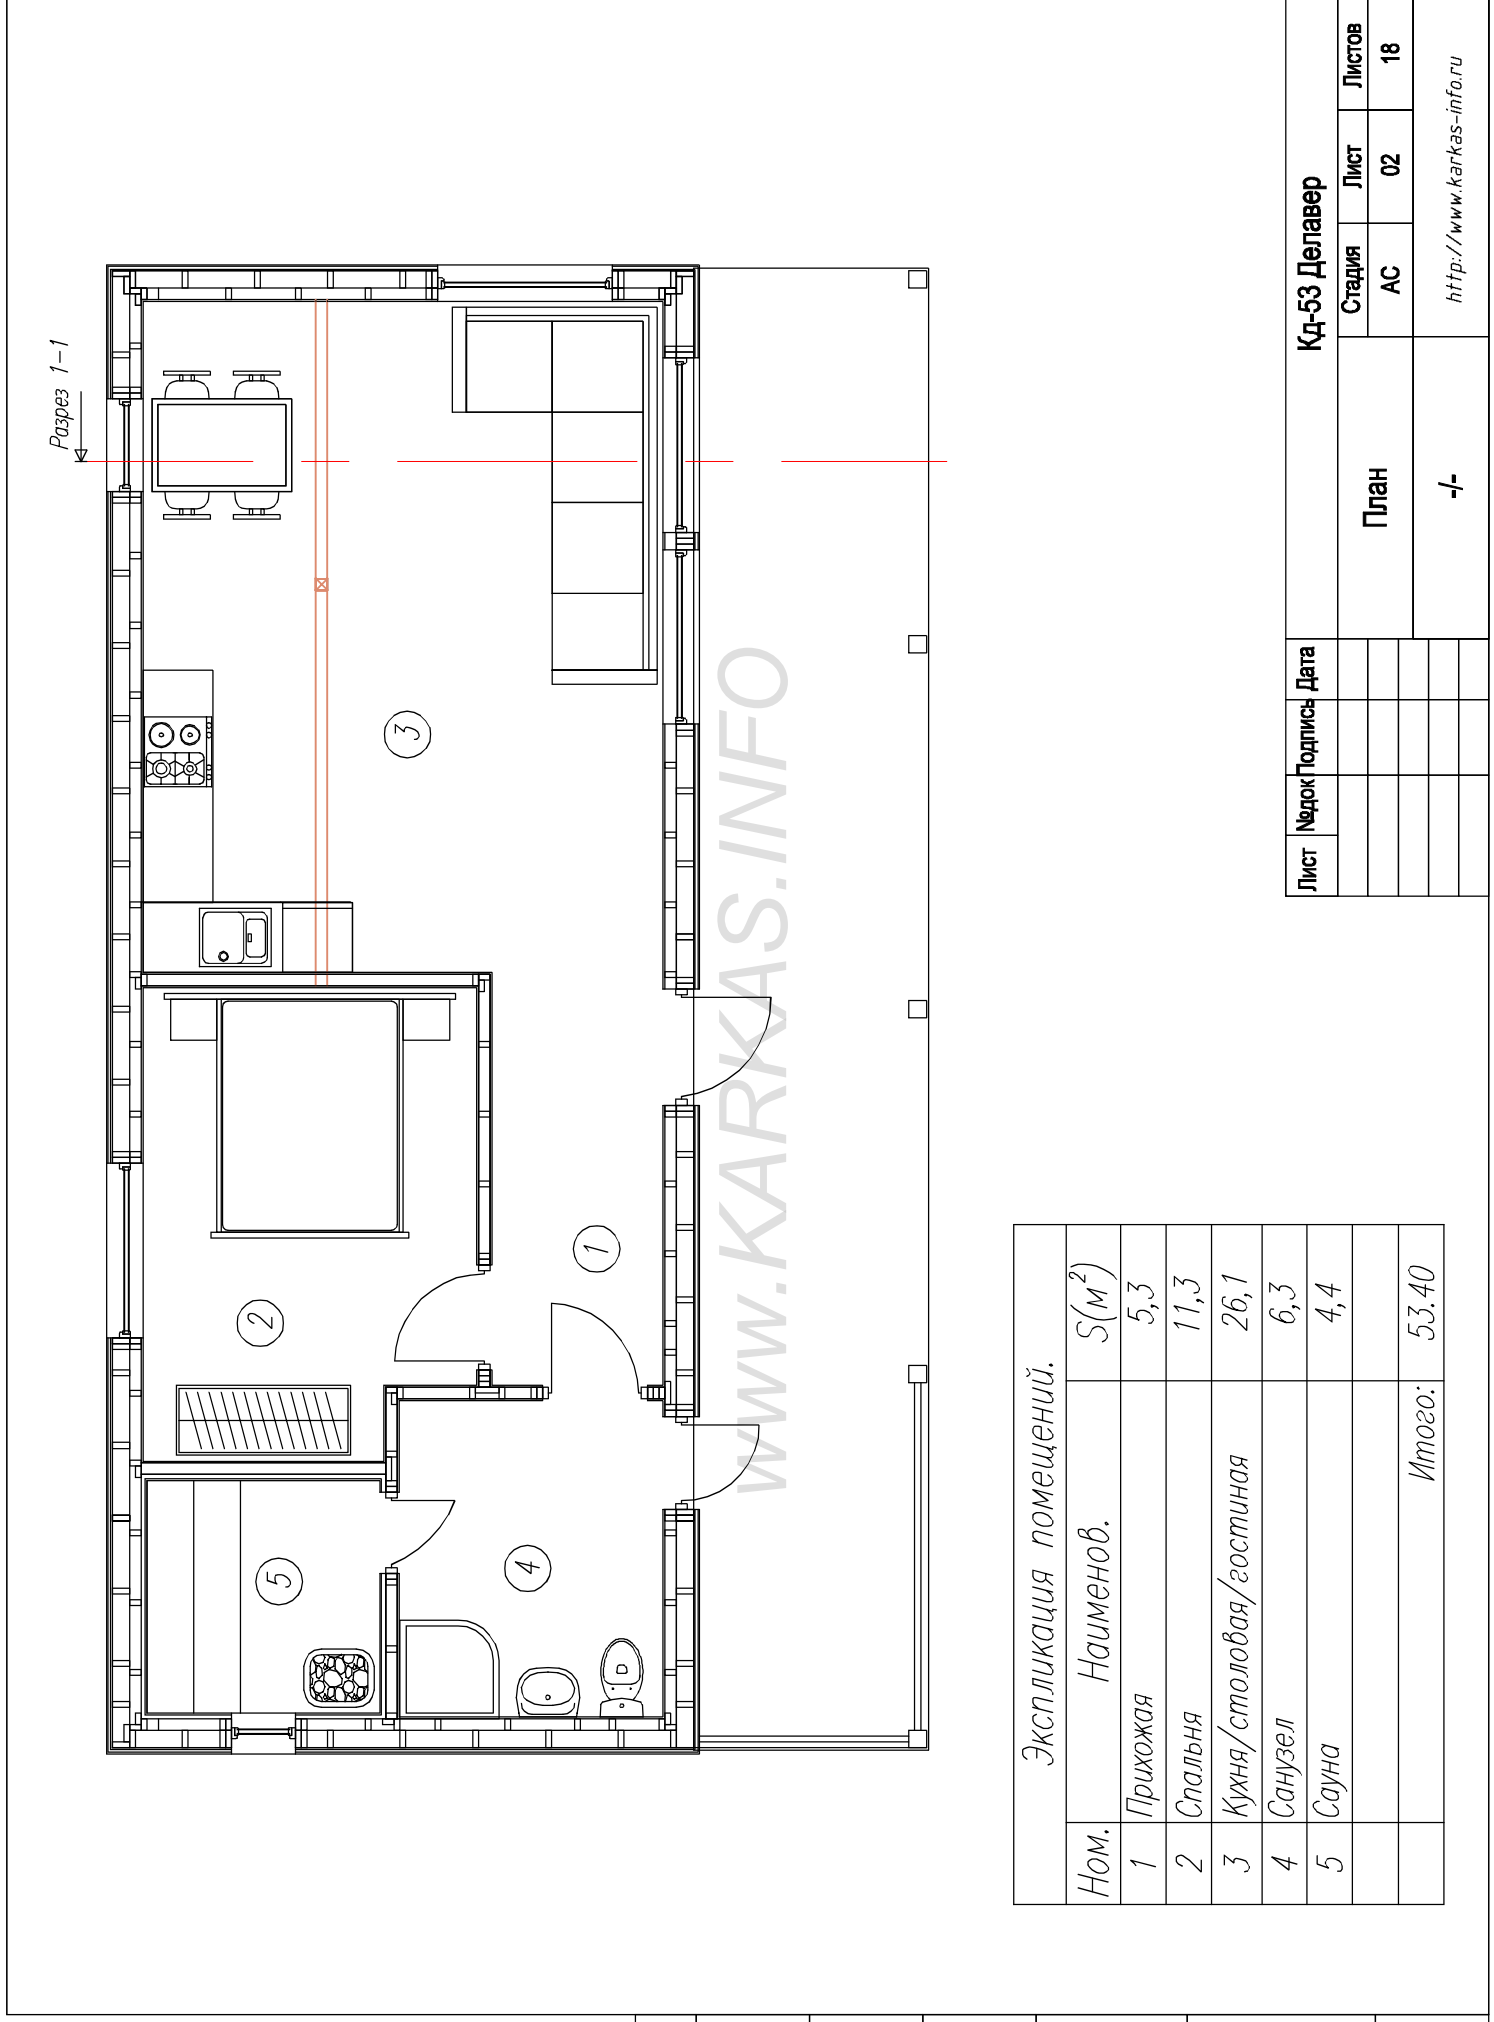 Разрез 1-1
3
2
1
5
4
www.KARKAS.INFO
Экспликация помещений.
Ном. Наименов. S(м²)
1 Прихожая 5,3
2 Спальня 11,3
3 Кухня/столовая/гостиная 26,1
4 Санузел 6,3
5 Сауна 4,4
Итого: 53.40
Кд-53 Делавер
Лист №док Подпись Дата
Стадия Лист Листов
АС 02 18
План
-/-
http://www.karkas-info.ru